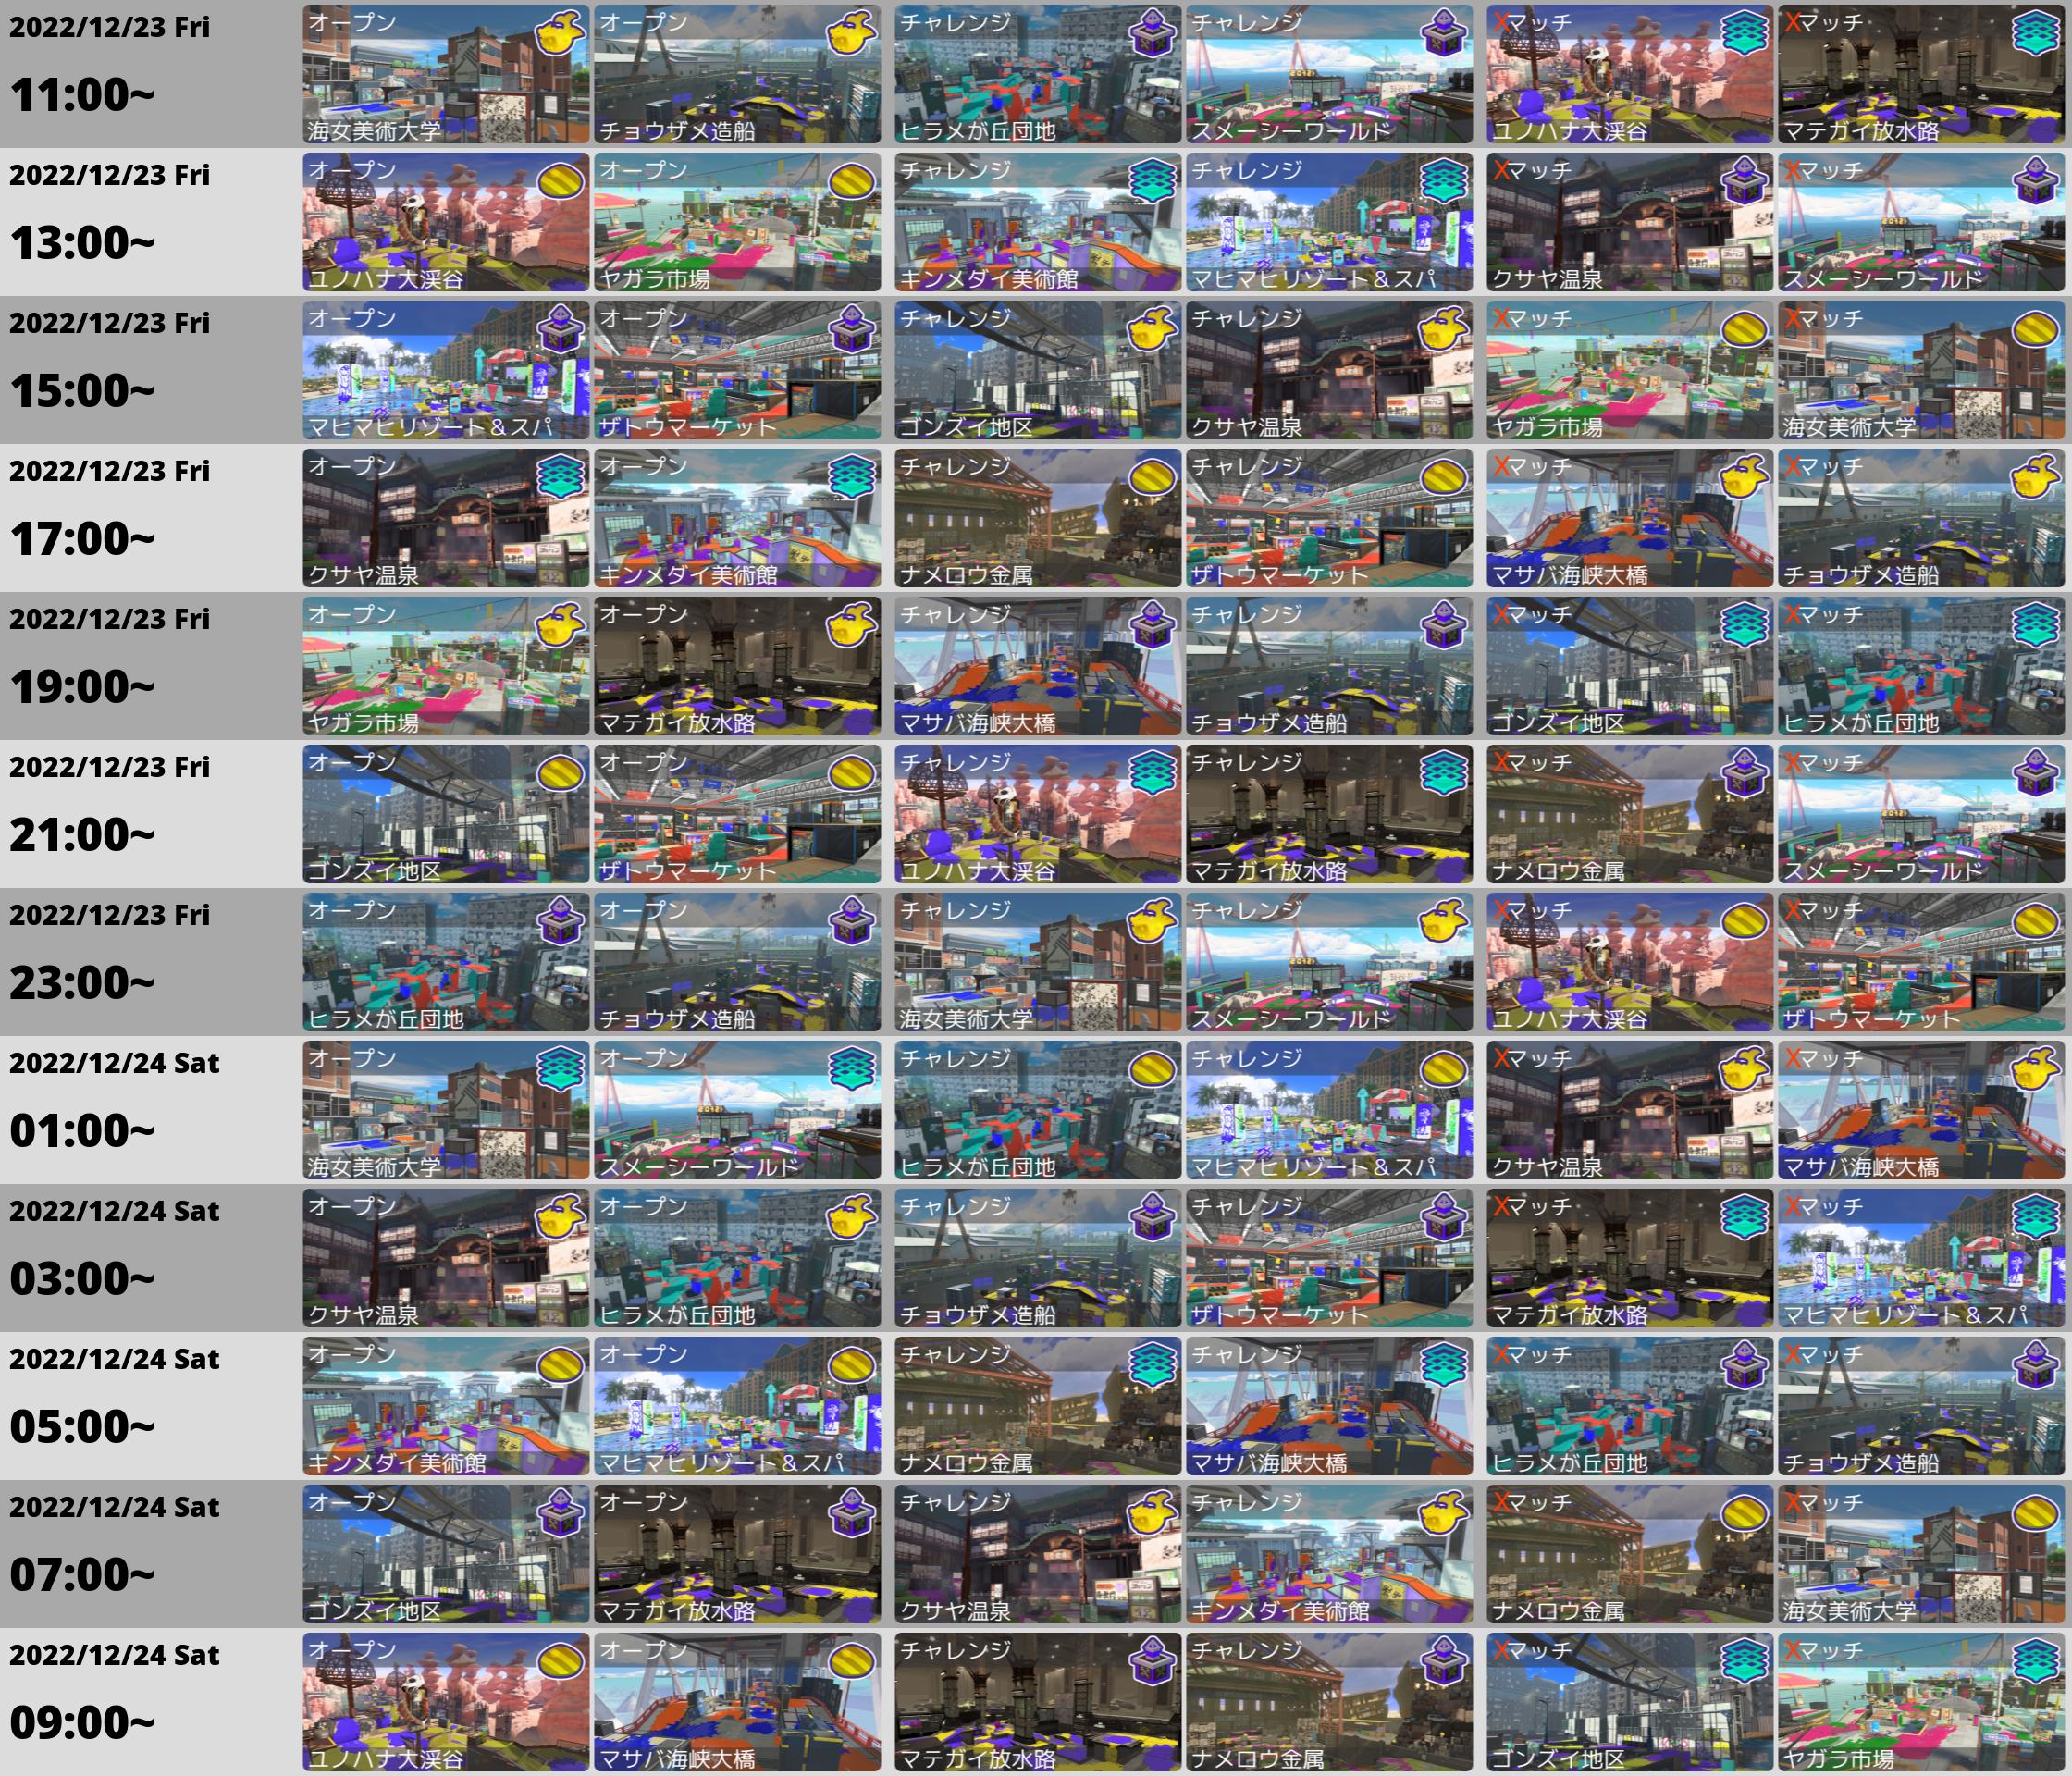 2022/12/23 Fri
11:00~
オープン オープン チャレンジ チャレンジ Xマッチ Xマッチ
海女美術大学 チョウザメ造船 ヒラメが丘団地 スメーシーワールド ユノハナ大渓谷 マテガイ放水路
2022/12/23 Fri
13:00~
オープン オープン チャレンジ チャレンジ Xマッチ Xマッチ
ユノハナ大渓谷 ヤガラ市場 キンメダイ美術館 マヒマヒリゾート&スパ クサヤ温泉 スメーシーワールド
2022/12/23 Fri
15:00~
オープン オープン チャレンジ チャレンジ Xマッチ Xマッチ
マヒマヒリゾート&スパ ザトウマーケット ゴンズイ地区 クサヤ温泉 ヤガラ市場 海女美術大学
2022/12/23 Fri
17:00~
オープン オープン チャレンジ チャレンジ Xマッチ Xマッチ
クサヤ温泉 キンメダイ美術館 ナメロウ金属 ザトウマーケット マサバ海峡大橋 チョウザメ造船
2022/12/23 Fri
19:00~
オープン オープン チャレンジ チャレンジ Xマッチ Xマッチ
ヤガラ市場 マテガイ放水路 マサバ海峡大橋 チョウザメ造船 ゴンズイ地区 ヒラメが丘団地
2022/12/23 Fri
21:00~
オープン オープン チャレンジ チャレンジ Xマッチ Xマッチ
ゴンズイ地区 ザトウマーケット ユノハナ大渓谷 マテガイ放水路 ナメロウ金属 スメーシーワールド
2022/12/23 Fri
23:00~
オープン オープン チャレンジ チャレンジ Xマッチ Xマッチ
ヒラメが丘団地 チョウザメ造船 海女美術大学 スメーシーワールド ユノハナ大渓谷 ザトウマーケット
2022/12/24 Sat
01:00~
オープン オープン チャレンジ チャレンジ Xマッチ Xマッチ
海女美術大学 スメーシーワールド ヒラメが丘団地 マヒマヒリゾート&スパ クサヤ温泉 マサバ海峡大橋
2022/12/24 Sat
03:00~
オープン オープン チャレンジ チャレンジ Xマッチ Xマッチ
クサヤ温泉 ヒラメが丘団地 チョウザメ造船 ザトウマーケット マテガイ放水路 マヒマヒリゾート&スパ
2022/12/24 Sat
05:00~
オープン オープン チャレンジ チャレンジ Xマッチ Xマッチ
キンメダイ美術館 マヒマヒリゾート&スパ ナメロウ金属 マサバ海峡大橋 ヒラメが丘団地 チョウザメ造船
2022/12/24 Sat
07:00~
オープン オープン チャレンジ チャレンジ Xマッチ Xマッチ
ゴンズイ地区 マテガイ放水路 クサヤ温泉 キンメダイ美術館 ナメロウ金属 海女美術大学
2022/12/24 Sat
09:00~
オープン オープン チャレンジ チャレンジ Xマッチ Xマッチ
ユノハナ大渓谷 マサバ海峡大橋 マテガイ放水路 ナメロウ金属 ゴンズイ地区 ヤガラ市場